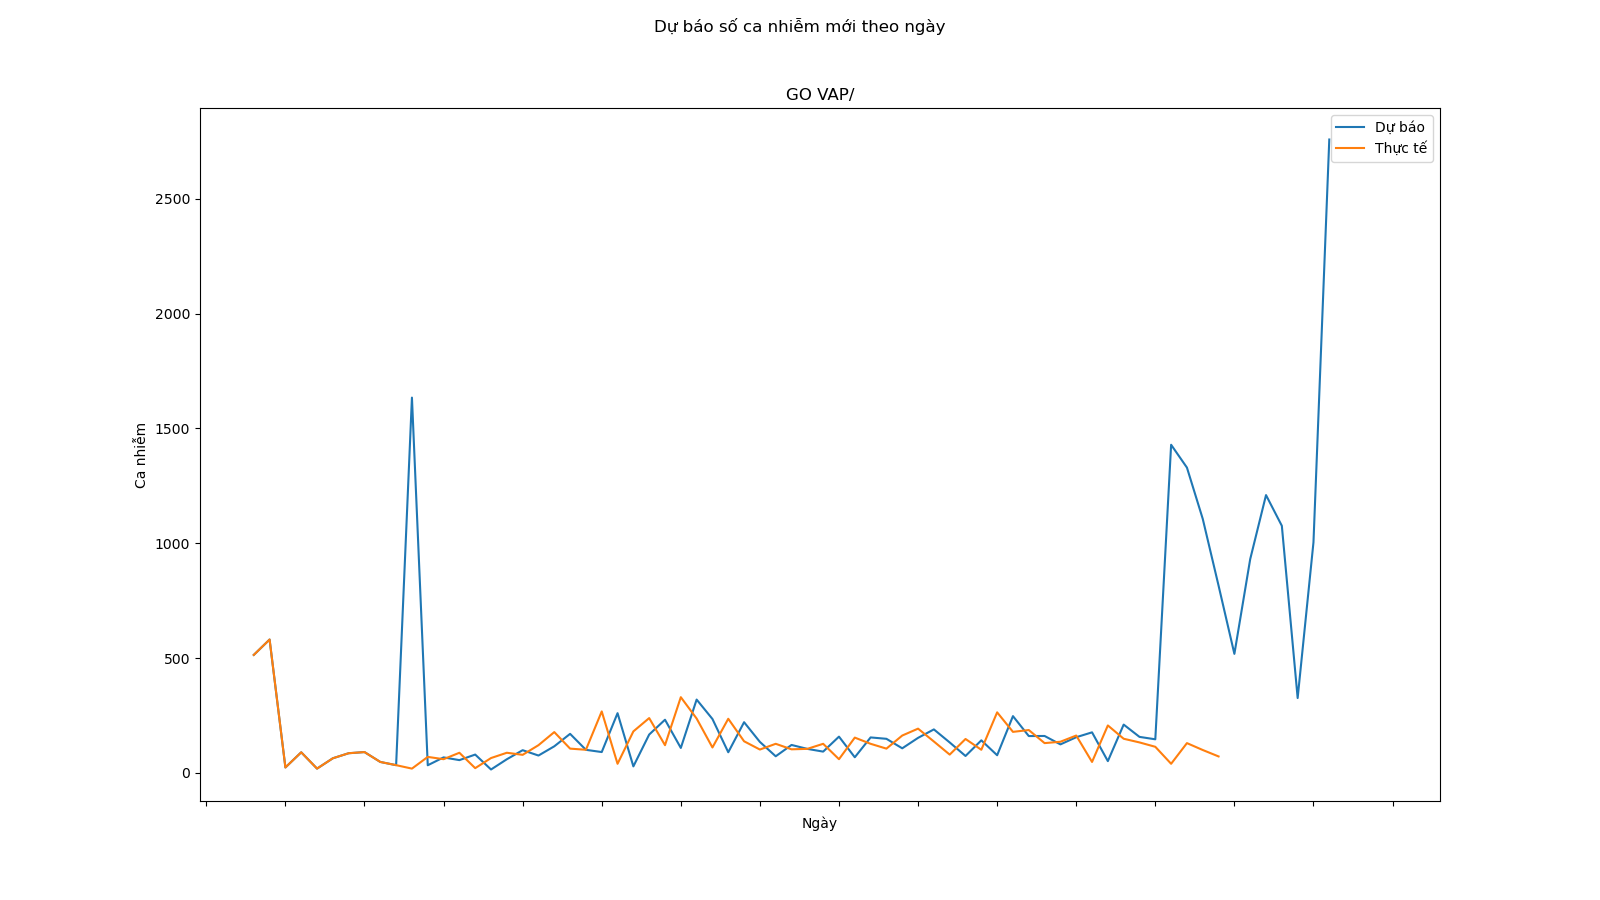 Dự báo số ca nhiễm mới theo ngày
GO VAP/
Dự báo
Thực tế
2500
2000
1500
1000
500
0
Ca nhiễm
Ngày